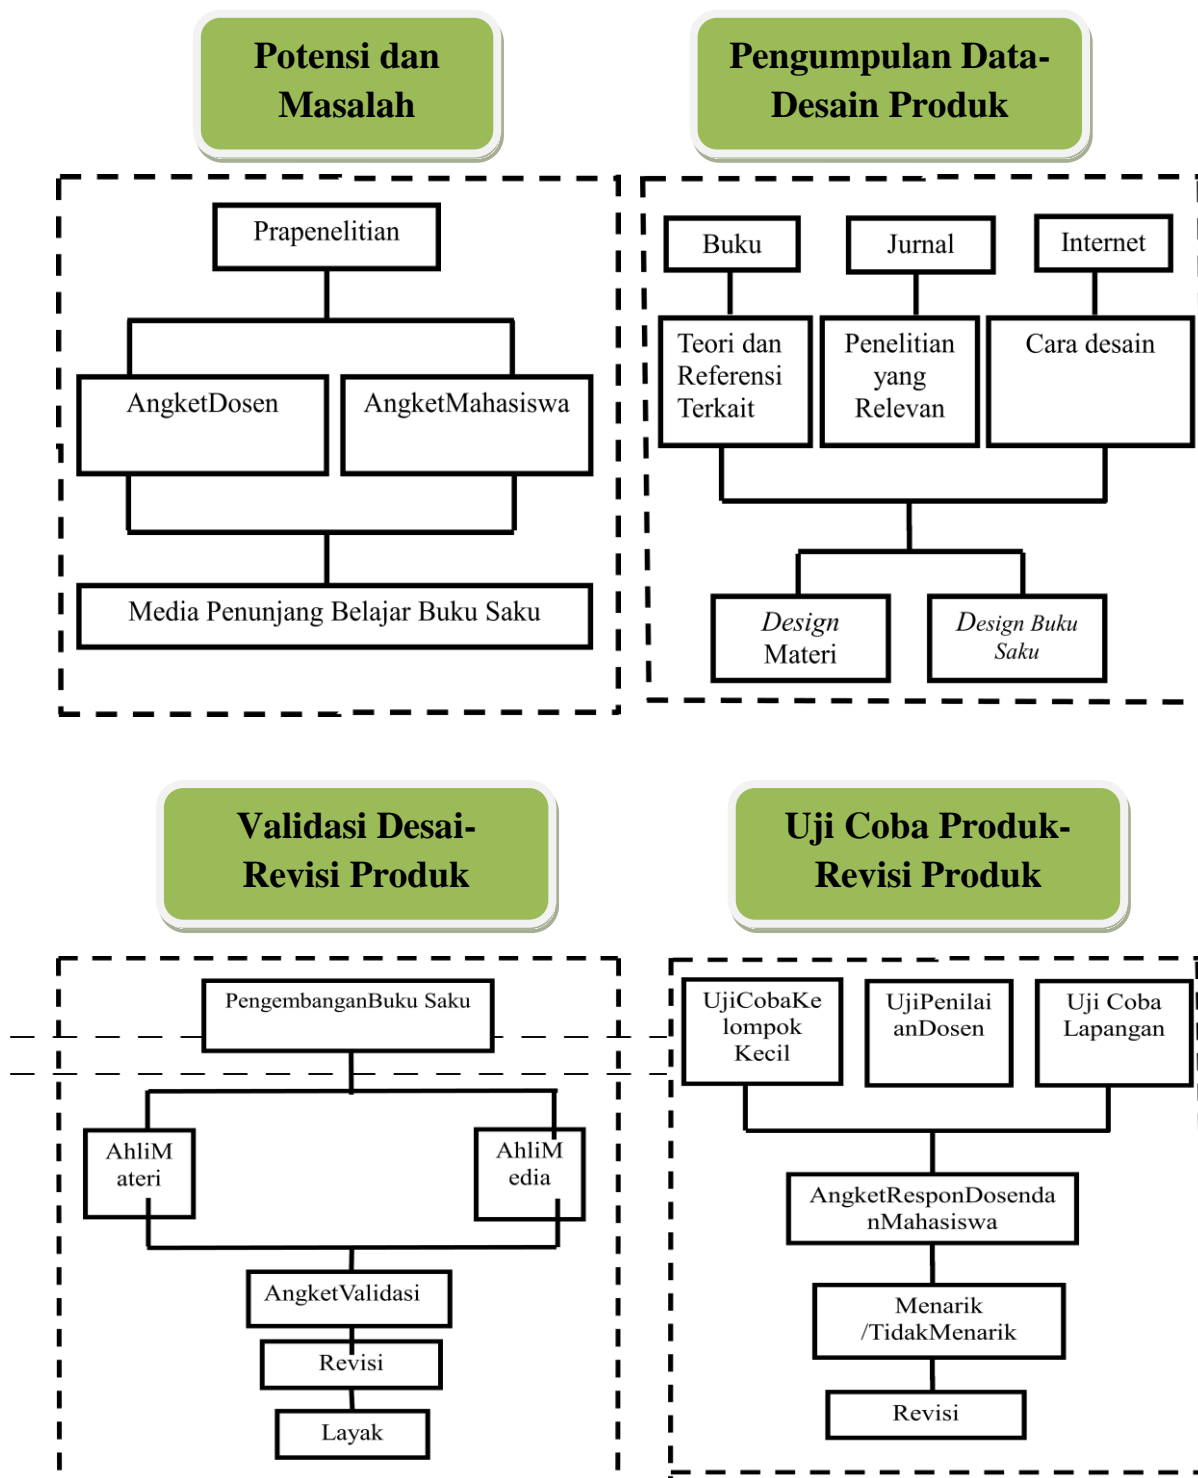 Potensi dan
Masalah
Pengumpulan Data-
Desain Produk
Prapenelitian
AngketDosen
AngketMahasiswa
Media Penunjang Belajar Buku Saku
Buku
Jurnal
Internet
Teori dan
Referensi
Terkait
Penelitian
yang
Relevan
Cara desain
Design
Materi
Design Buku
Saku
Validasi Desai-
Revisi Produk
Uji Coba Produk-
Revisi Produk
PengembanganBuku Saku
AhliM
ateri
AhliM
edia
AngketValidasi
Revisi
Layak
UjiCobaKe
lompok
Kecil
UjiPenilai
anDosen
Uji Coba
Lapangan
AngketResponDosenda
nMahasiswa
Menarik
/TidakMenarik
Revisi